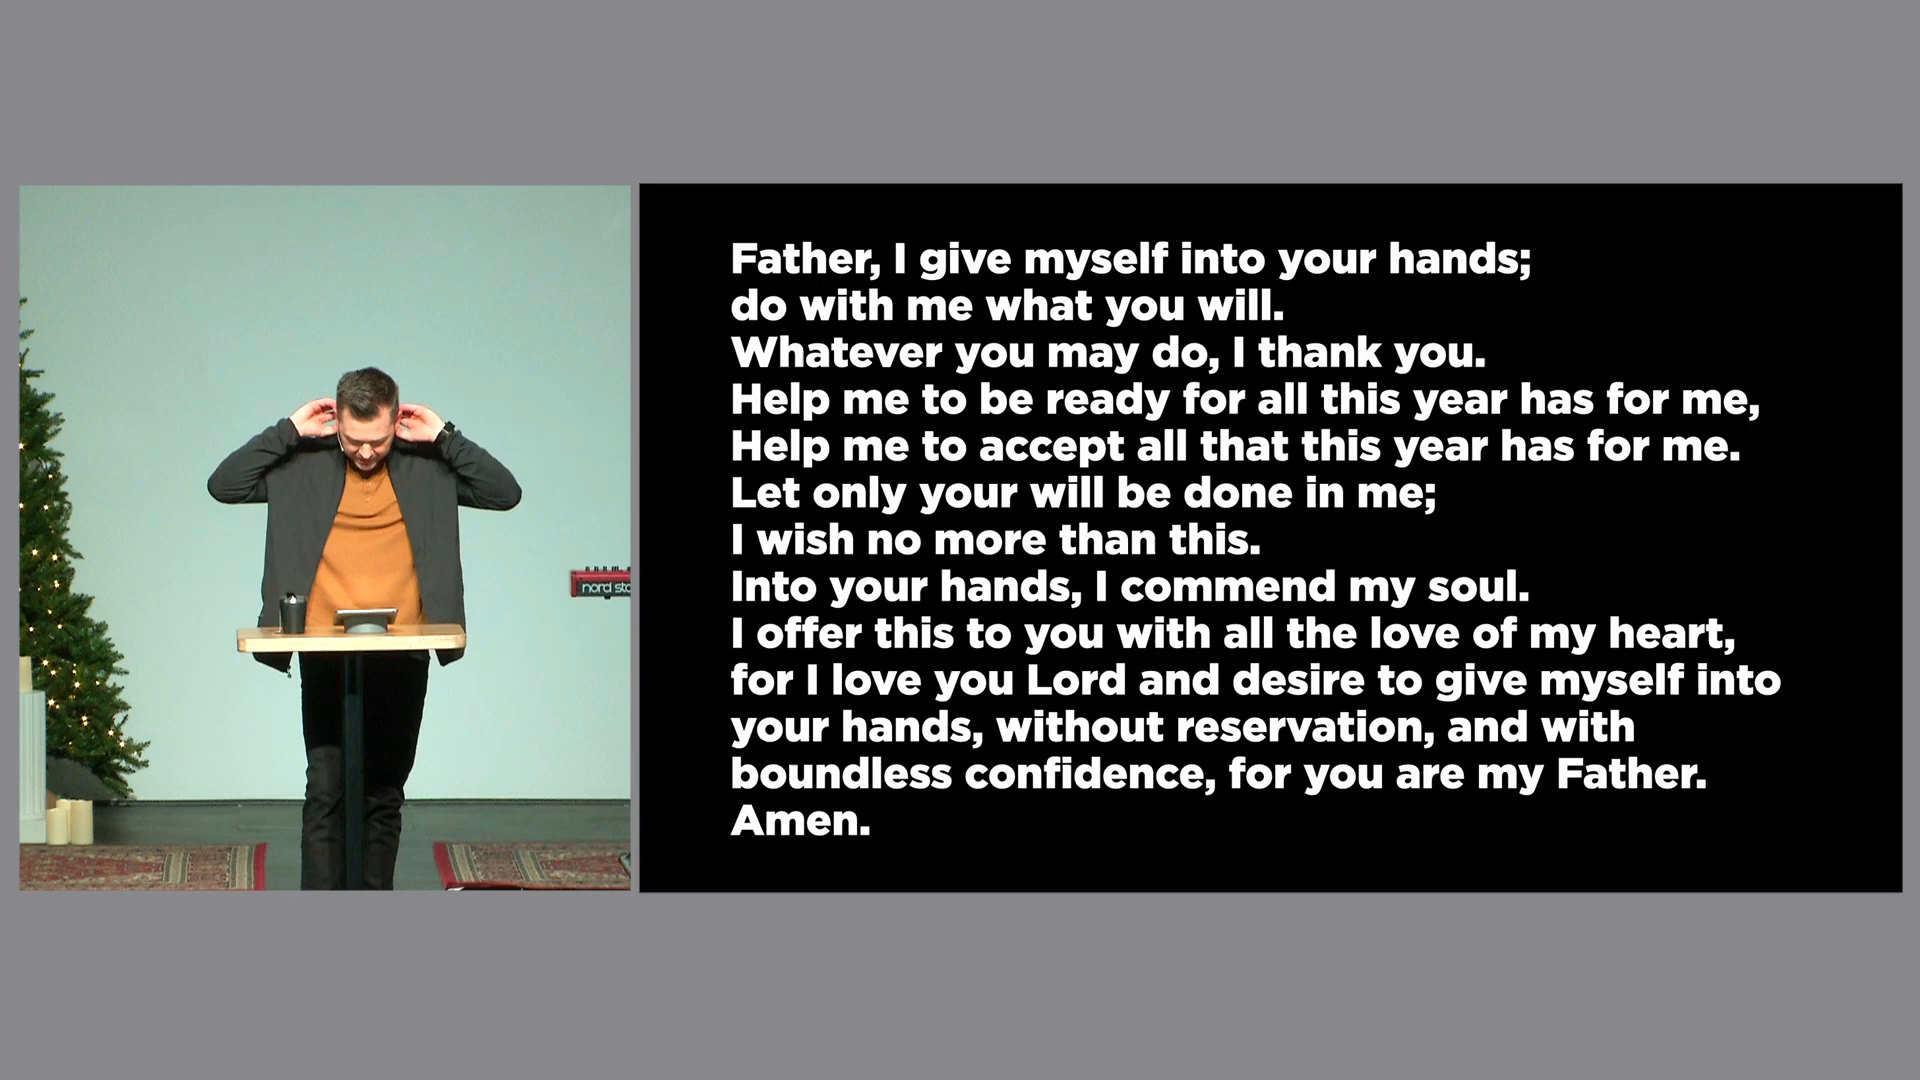 Father, I give myself into your hands;
do with me what you will.
Whatever you may do, I thank you.
Help me to be ready for all this year has for me,
Help me to accept all that this year has for me.
Let only your will be done in me;
I wish no more than this.
Into your hands, I commend my soul.
I offer this to you with all the love of my heart,
for I love you Lord and desire to give myself into
your hands, without reservation, and with
boundless confidence, for you are my Father.
Amen.
nord